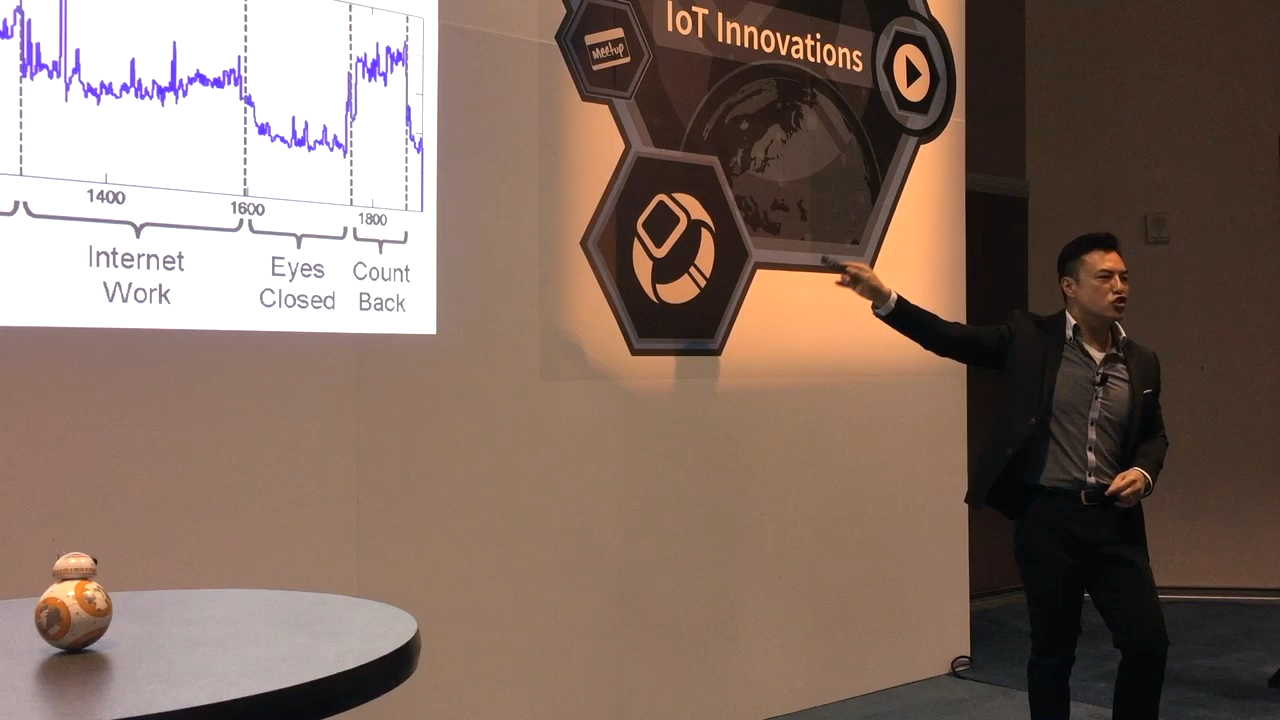 IoT Innovations
meetup
1400
1600
1800
Internet
Work
Eyes
Closed
Count
Back